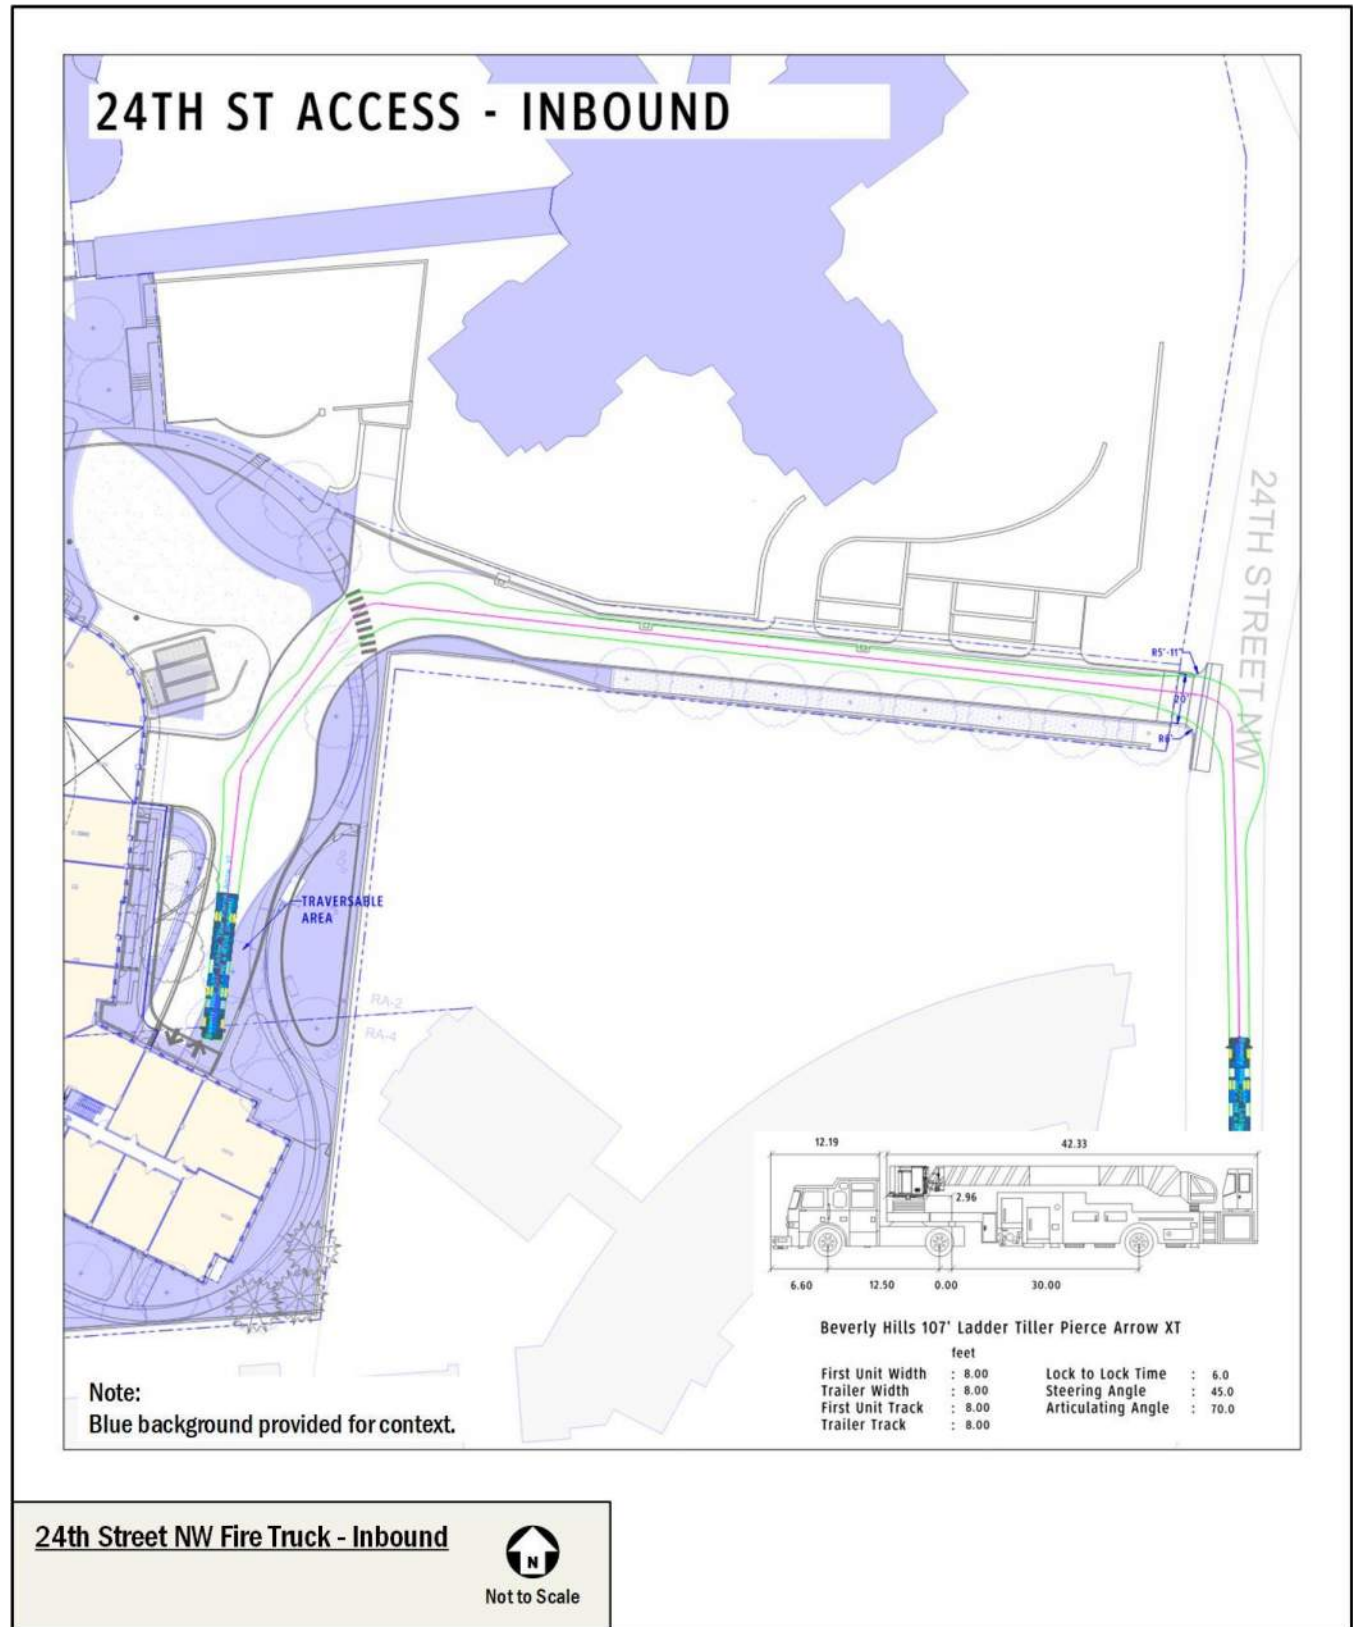 24TH ST ACCESS - INBOUND
24TH STREET NW
R5'-11"
20'
R6'
TRAVERSABLE
AREA
RA-2
RA-4
12.19
42.33
2.96
6.60
12.50
0.00
30.00
Beverly Hills 107' Ladder Tiller Pierce Arrow XT
feet
First Unit Width : 8.00
Trailer Width : 8.00
First Unit Track : 8.00
Trailer Track : 8.00
Lock to Lock Time : 6.0
Steering Angle : 45.0
Articulating Angle : 70.0
Note:
Blue background provided for context.
24th Street NW Fire Truck - Inbound
N
Not to Scale